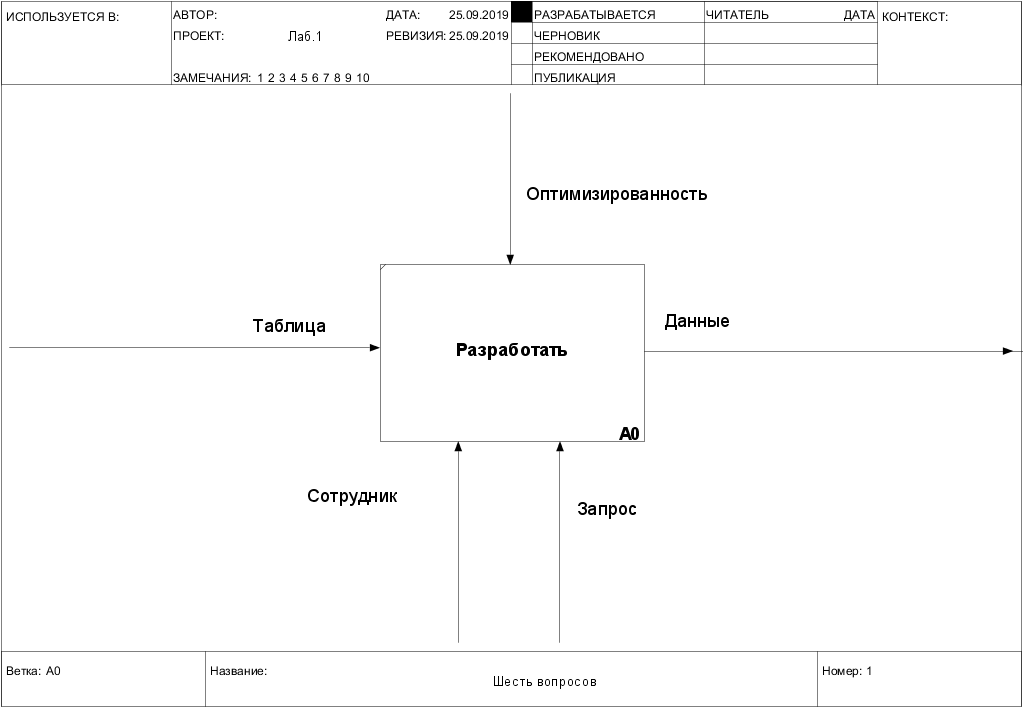 ИСПОЛЬЗУЕТСЯ В:
АВТОР:
ДАТА: 25.09.2019
РАЗРАБАТЫВАЕТСЯ
ЧИТАТЕЛЬ
ДАТА
КОНТЕКСТ:
ПРОЕКТ: Лаб.1
РЕВИЗИЯ: 25.09.2019
ЧЕРНОВИК
РЕКОМЕНДОВАНО
ЗАМЕЧАНИЯ: 1 2 3 4 5 6 7 8 9 10
ПУБЛИКАЦИЯ
Оптимизированность
Таблица
Данные
Разработать
A0
Сотрудник
Запрос
Ветка: A0
Название:
Шесть вопросов
Номер: 1